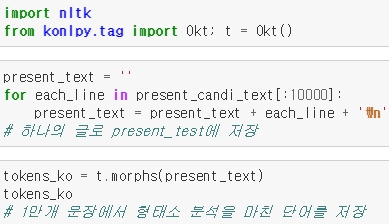 import nltk
from konlpy.tag import Okt; t = Okt()
present_text = ''
for each_line in present_candi_text[:10000]:
    present_text = present_text + each_line + '₩n'
# 하나의 글로 present_test에 저장
tokens_ko = t.morphs(present_text)
tokens_ko
# 1만개 문장에서 형태소 분석을 마친 단어를 저장